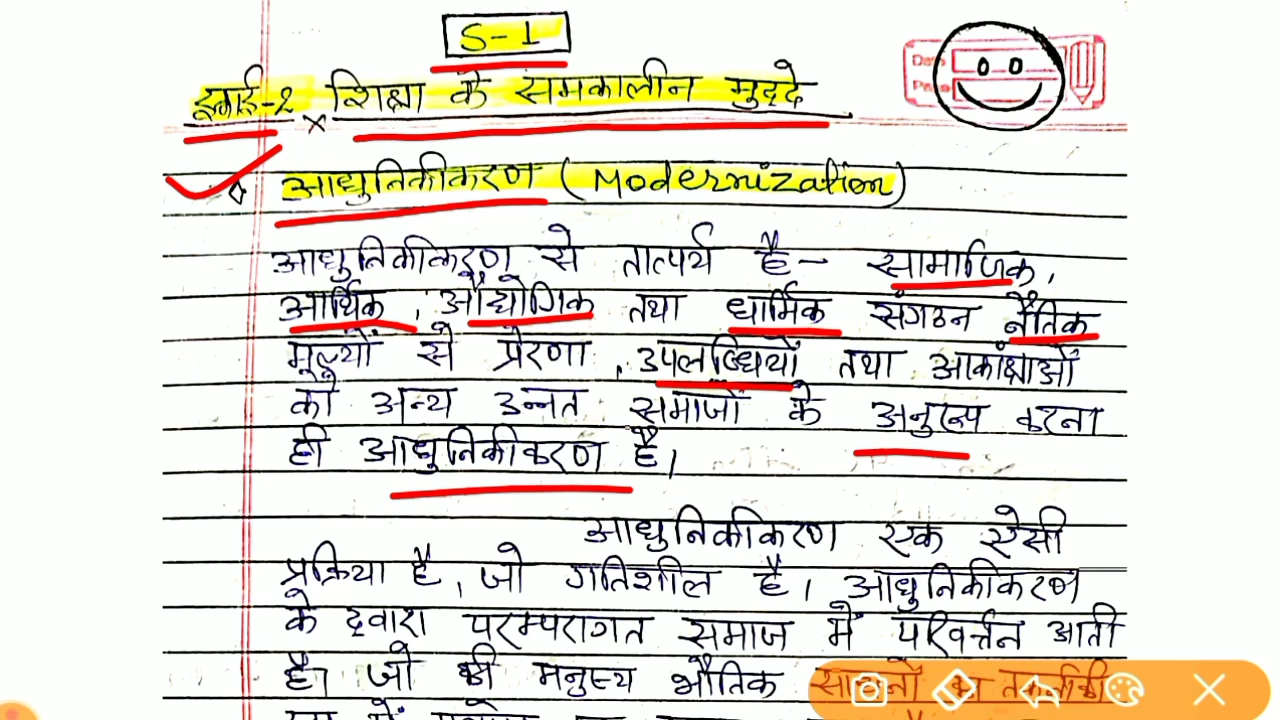 S-1
इकाई-2 शिक्षा के समकालीन मुद्दे
आधुनिकीकरण (Modernization)
आधुनिकीकरण से तात्पर्य है- सामाजिक,
आर्थिक, औद्योगिक तथा धार्मिक संगठन नैतिक
मूल्यों से प्रेरणा, उपलब्धियों तथा आकांक्षाओं
को अन्य उन्नत समाजों के अनुरूप करना
ही आधुनिकीकरण है।
आधुनिकीकरण एक ऐसी
प्रक्रिया है, जो गतिशील है। आधुनिकीकरण
के द्वारा परम्परागत समाज में परिवर्त्तन आती
है। जो की मनुष्य भौतिक साधनों का तकनीकी